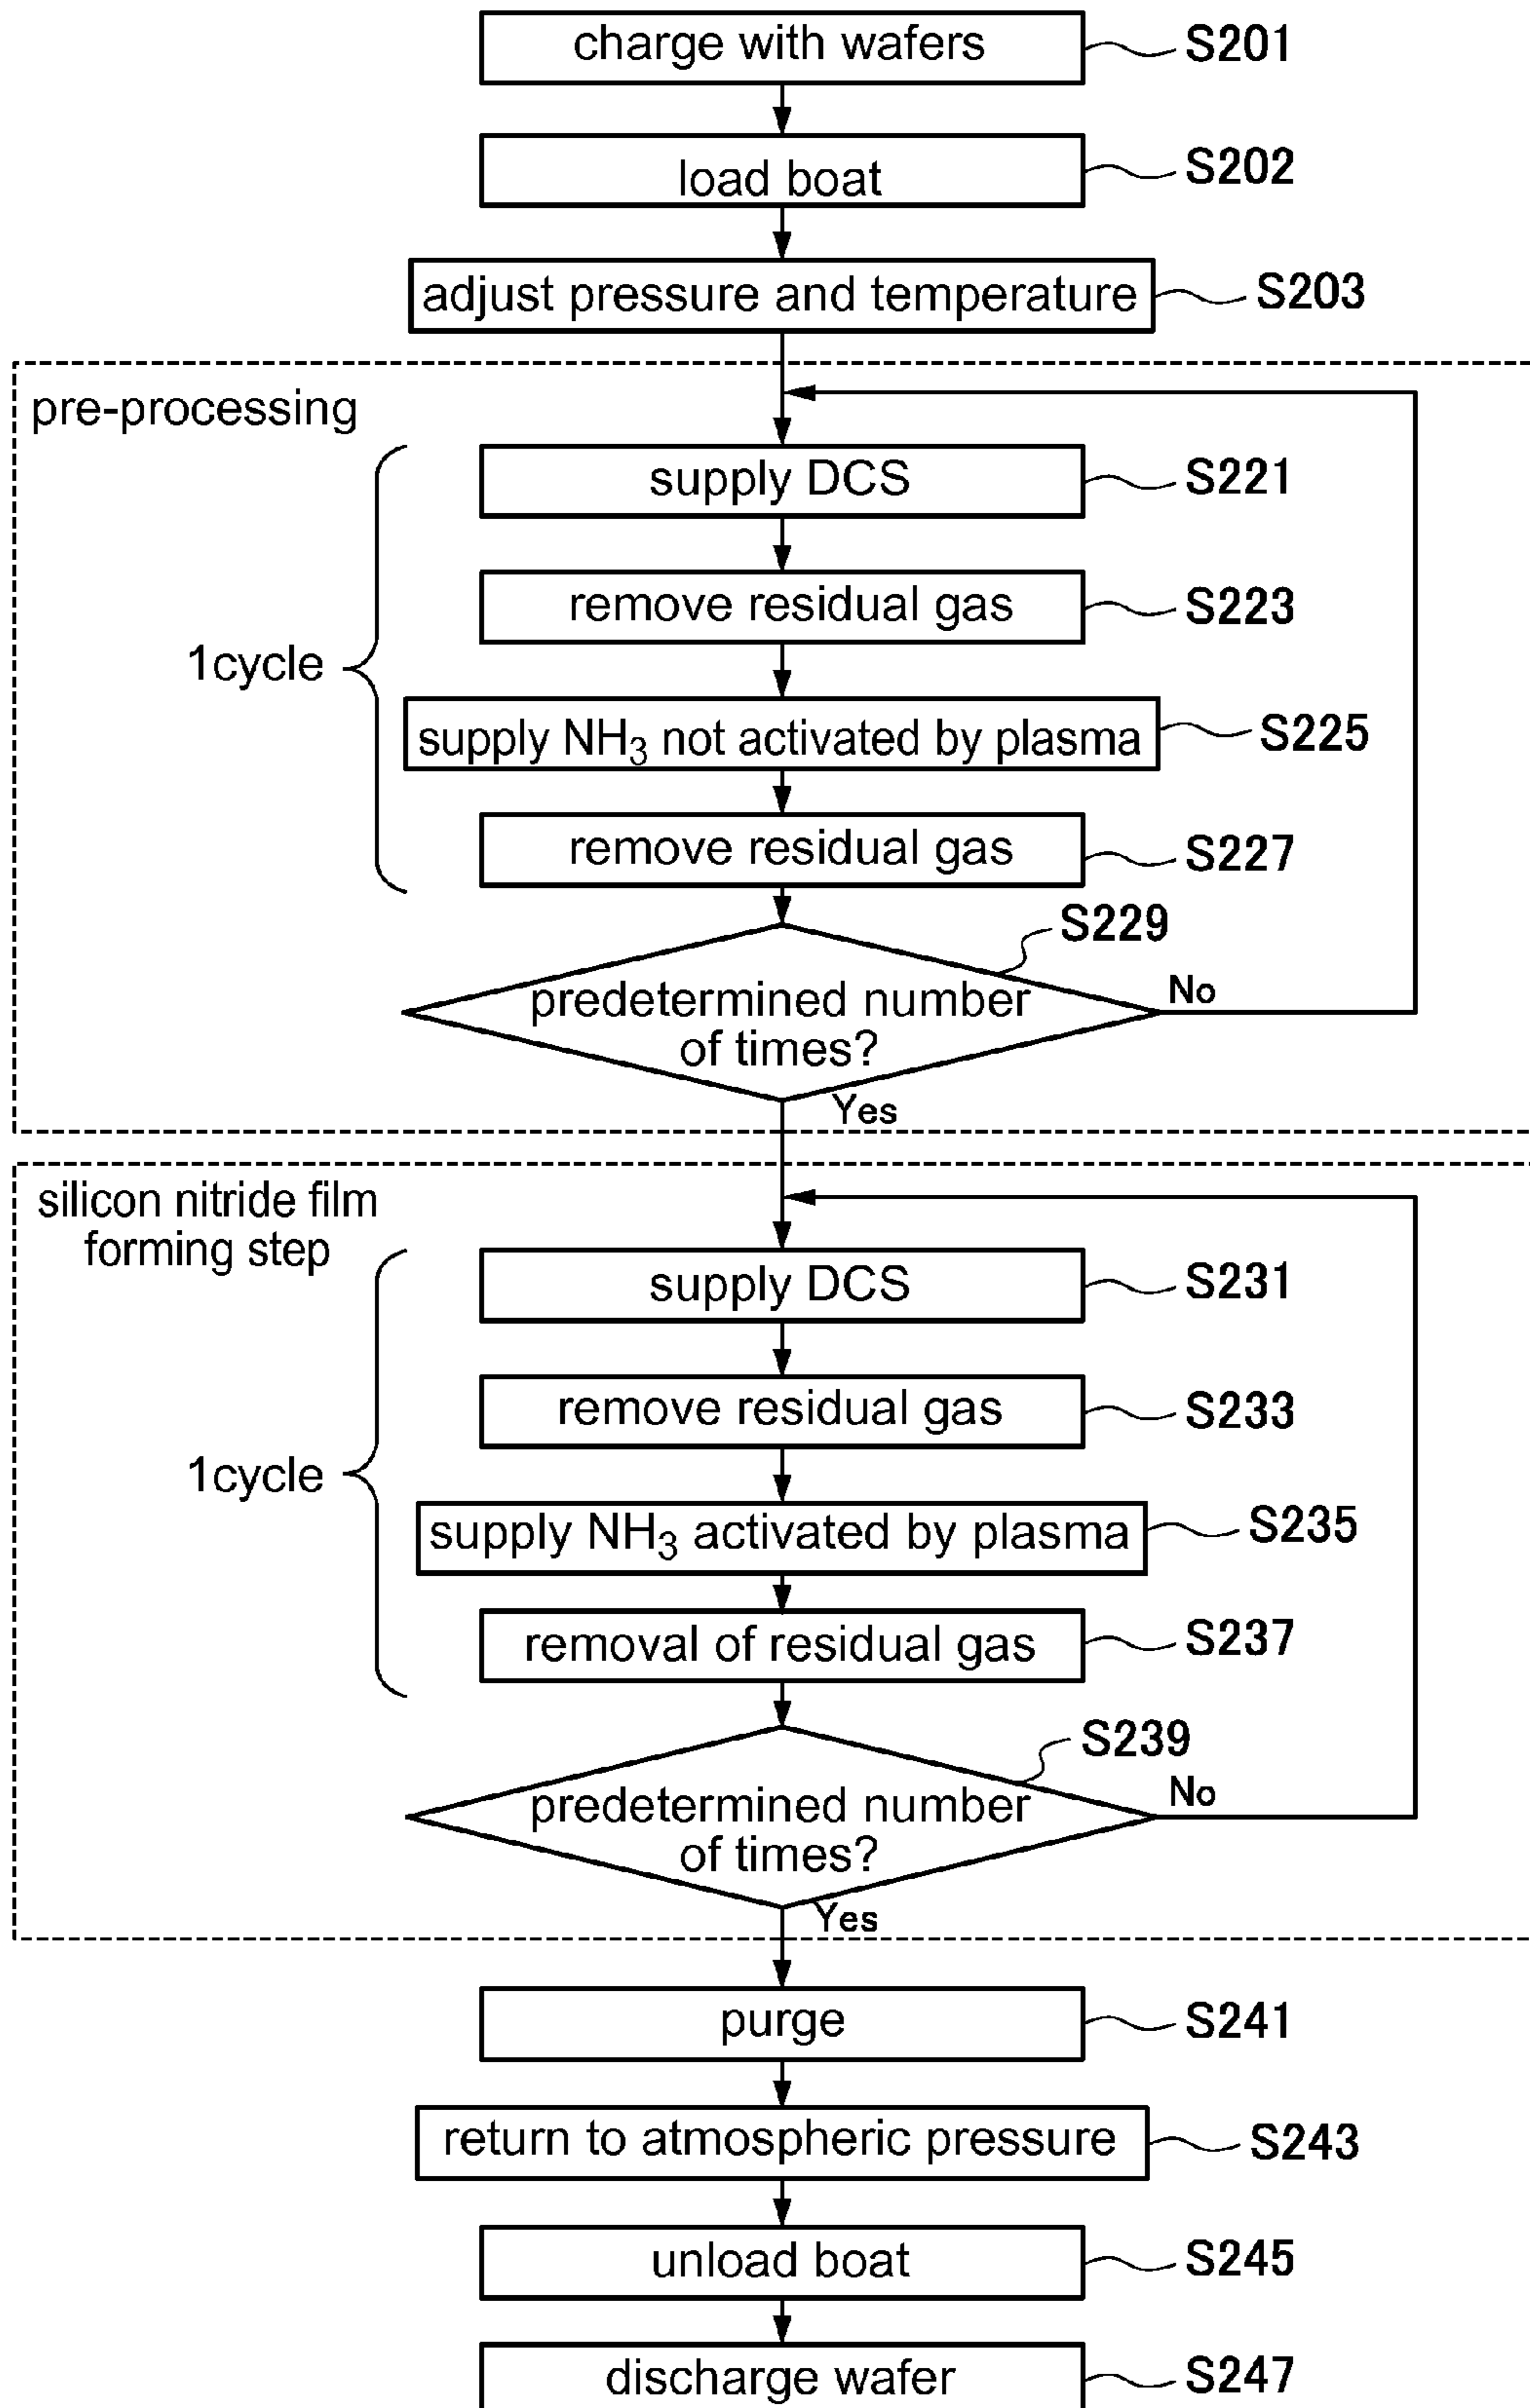 charge with wafers S201
load boat S202
adjust pressure and temperature S203
pre-processing
supply DCS S221
remove residual gas S223
1cycle
supply NH3 not activated by plasma S225
remove residual gas S227
S229
predetermined number
of times?
No
Yes
silicon nitride film
forming step
supply DCS S231
remove residual gas S233
1cycle
supply NH3 activated by plasma S235
removal of residual gas S237
S239
predetermined number
of times?
No
Yes
purge S241
return to atmospheric pressure S243
unload boat S245
discharge wafer S247